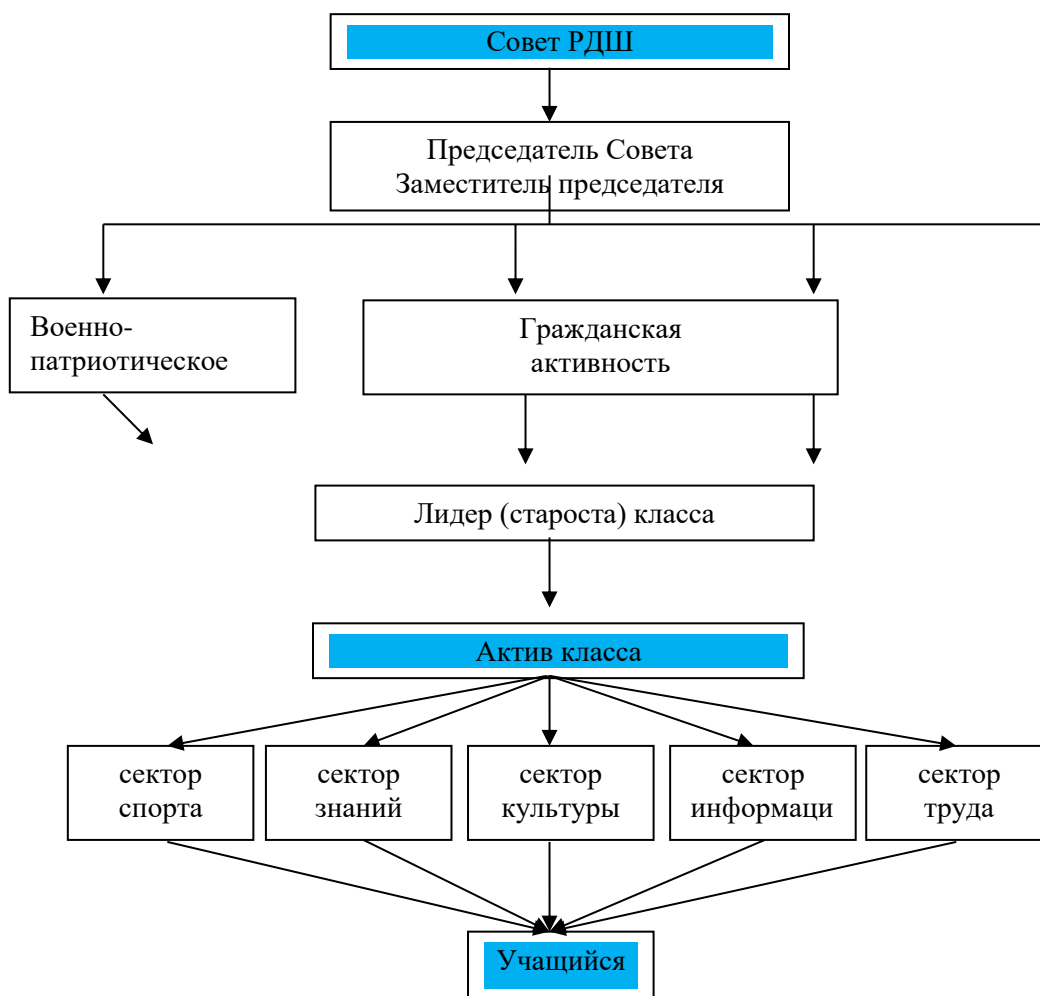 Совет РДШ
Председатель Совета
Заместитель председателя
Военно-
патриотическое
Гражданская
активность
Лидер (староста) класса
Актив класса
сектор
спорта
сектор
знаний
сектор
культуры
сектор
информаци
сектор
труда
Учащийся